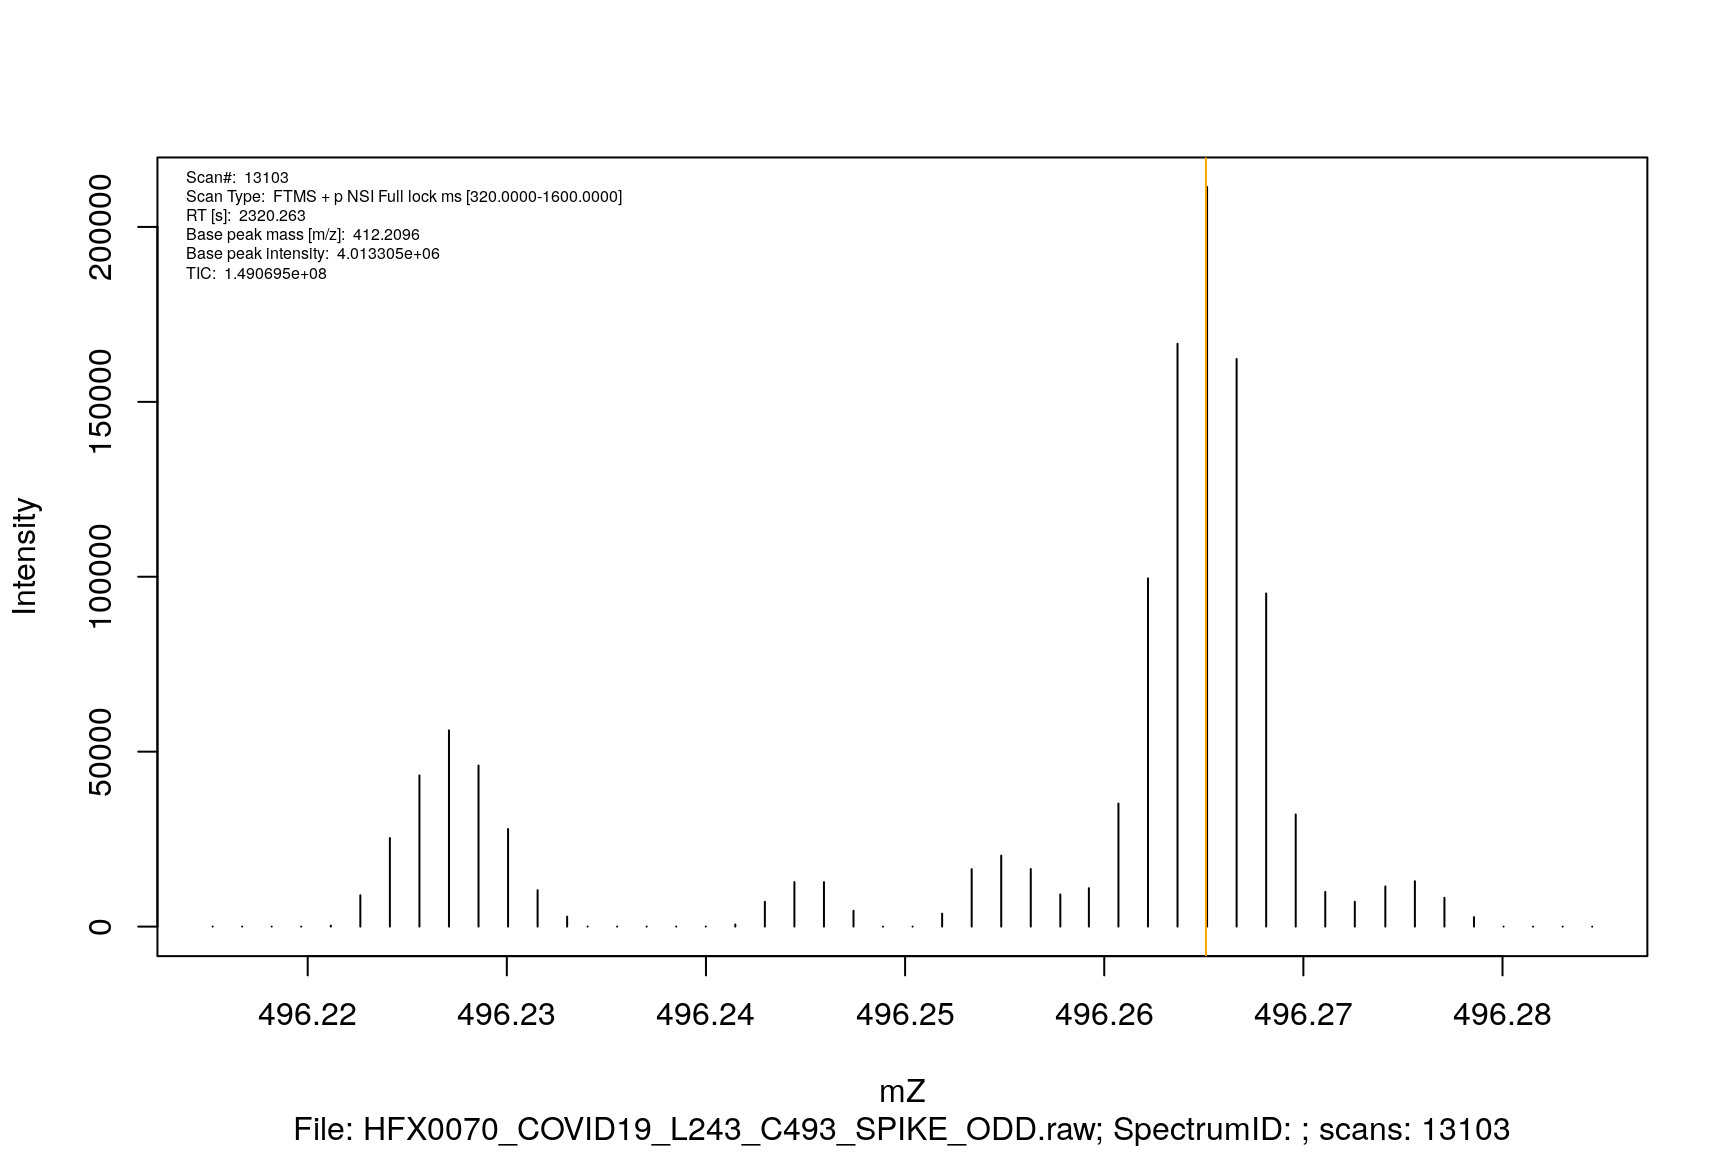 Scan#: 13103
Scan Type: FTMS + p NSI Full lock ms [320.0000-1600.0000]
RT [s]: 2320.263
Base peak mass [m/z]: 412.2096
Base peak intensity: 4.013305e+06
TIC: 1.490695e+08
200000
150000
100000
50000
0
Intensity
496.22 496.23 496.24 496.25 496.26 496.27 496.28
mZ
File: HFX0070_COVID19_L243_C493_SPIKE_ODD.raw; SpectrumID: ; scans: 13103